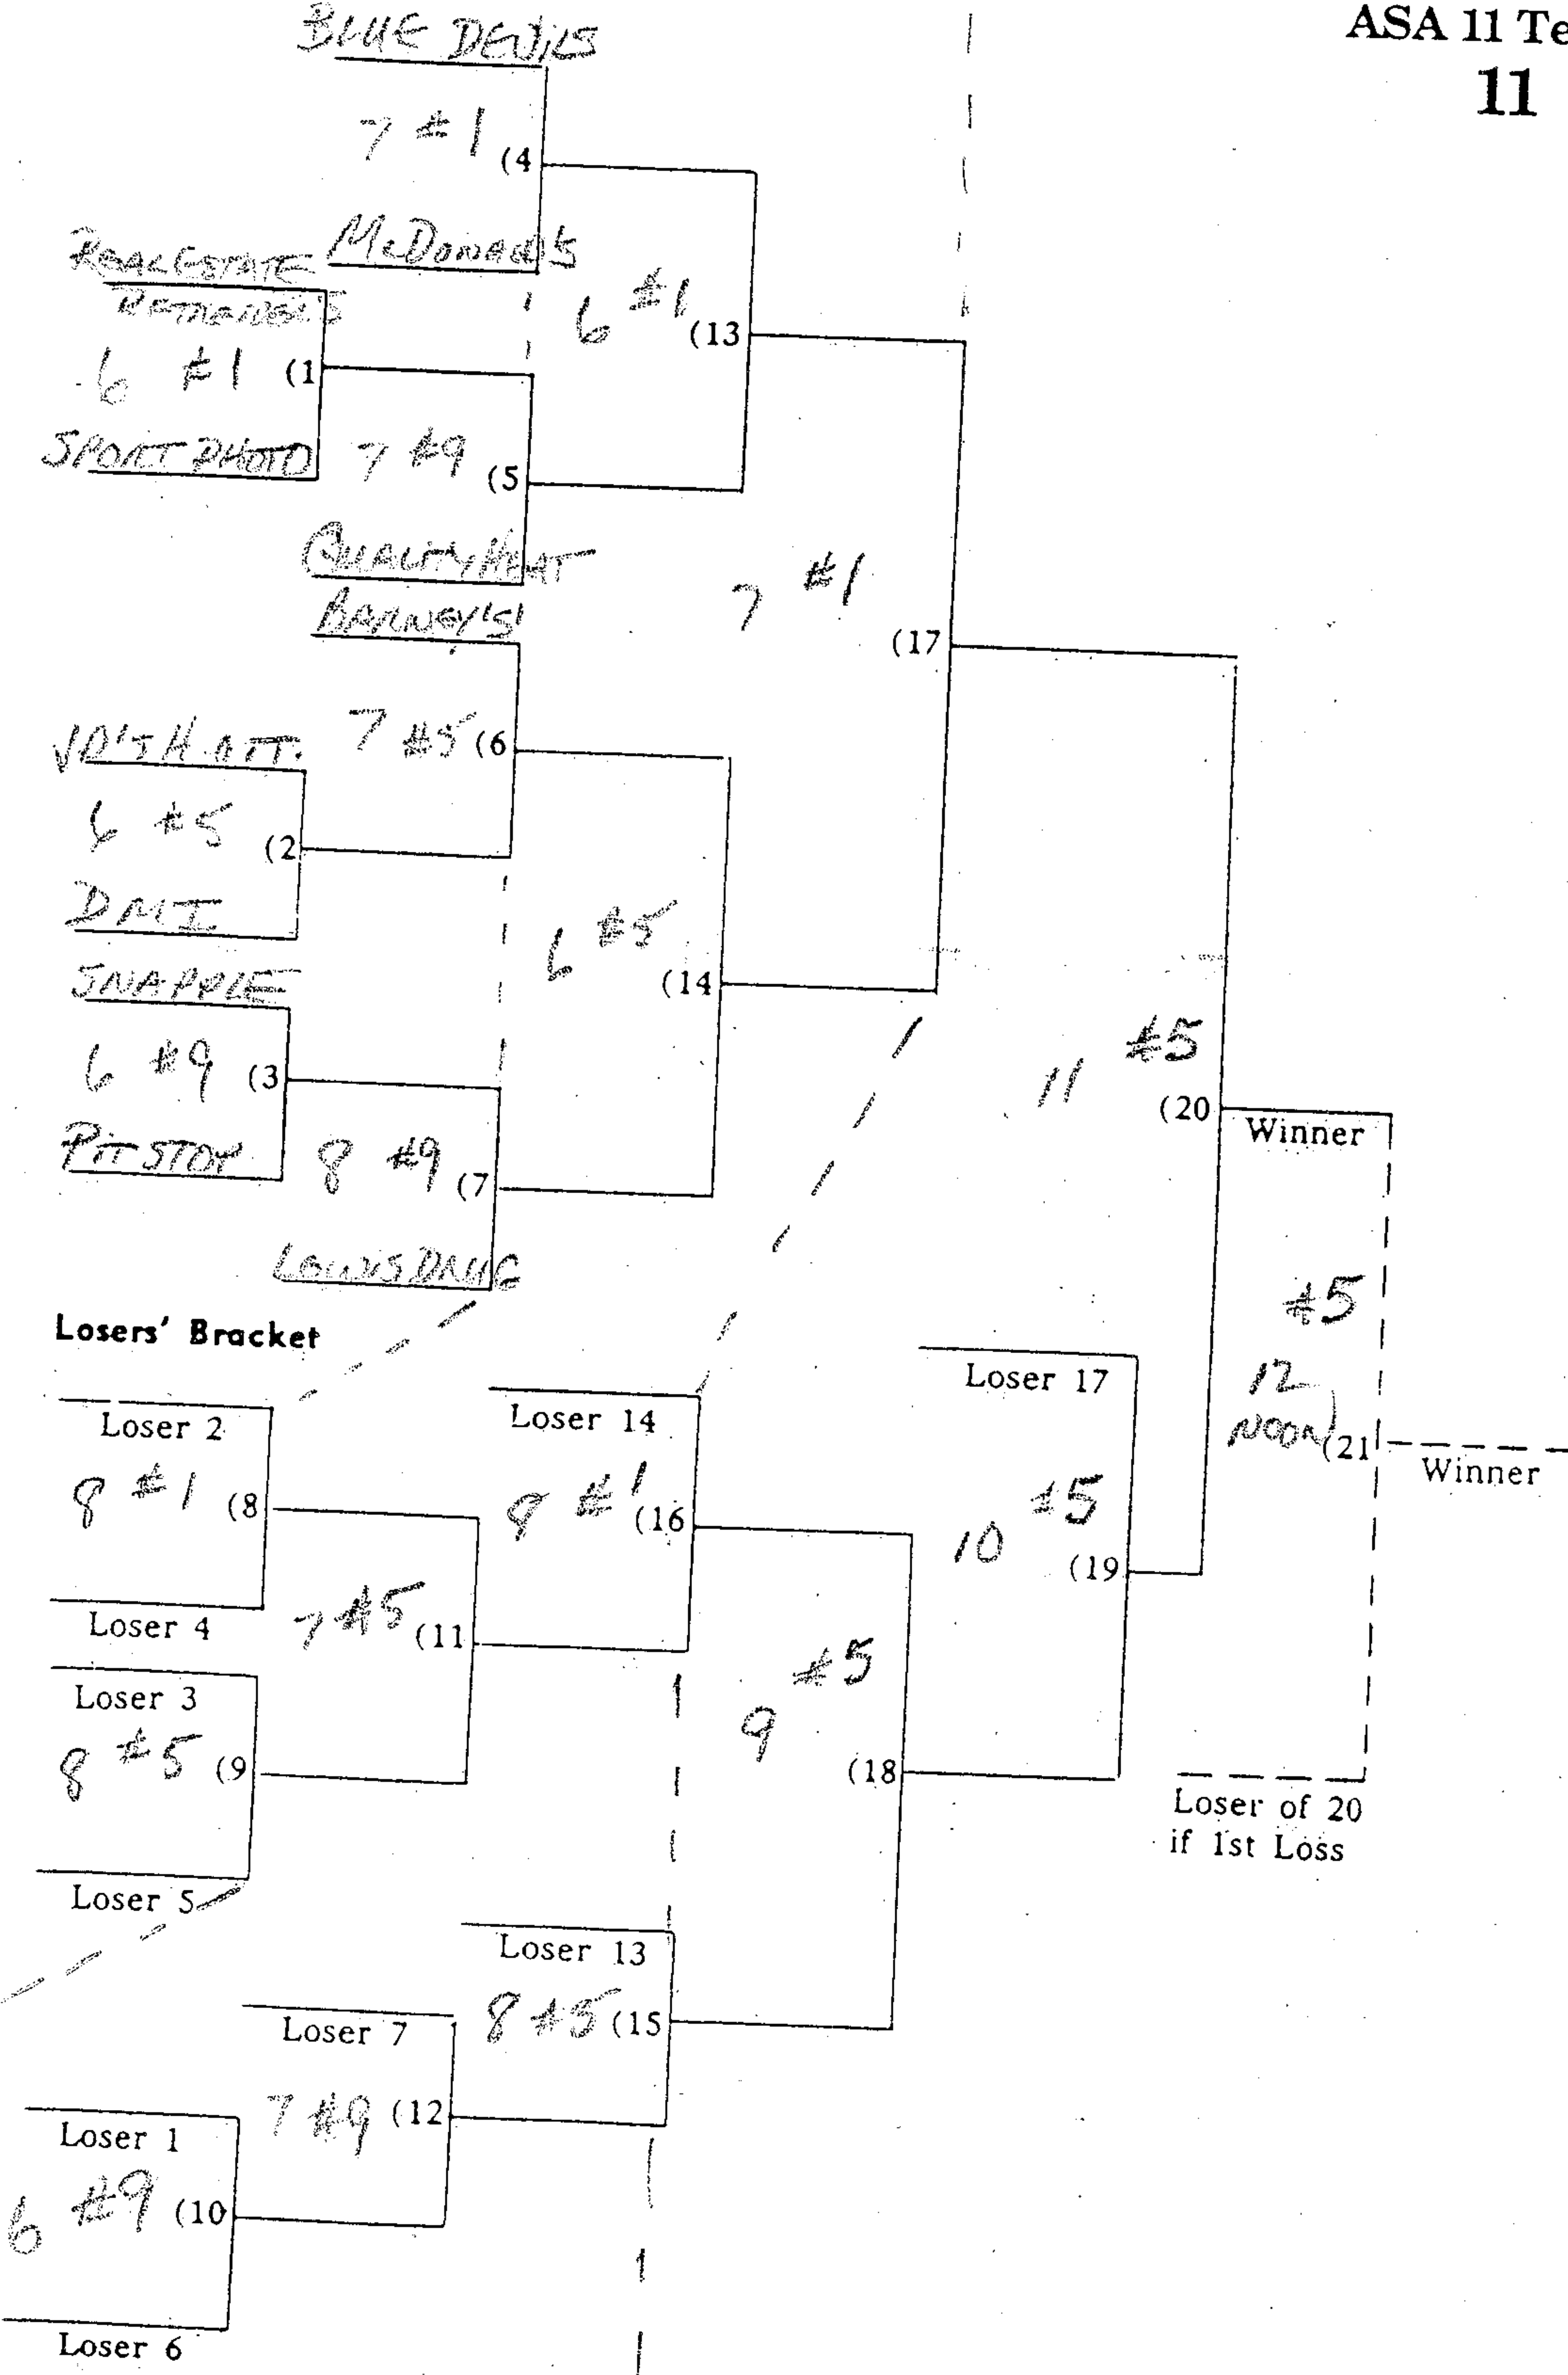 ASA 11 Te
11
BLUE DEVILS
7 #1 (4
McDONALD'S
REAL ESTATE
RETRIEVERS
6 #1 (1
SPORT PHOTO
6 #1 (13
7 #9 (5
QUALITY HEAT
BARNEY'S
7 #1
(17
7 #5 (6
6 #5 (2
DMI
SNAPPLE
6 #5
(14
6 #9 (3
PIT STOP
8 #9 (7
LEWIS DRUG
11 #5
(20
Winner
Losers' Bracket
Loser 2
8 #1 (8
Loser 4
Loser 14
8 #1 (16
Loser 17
#5
12
NOON (21
Winner
7 #5 (11
10 #5
(19
Loser 3
8 #5 (9
Loser 5
9 #5
(18
Loser of 20
if 1st Loss
Loser 13
8 #5 (15
Loser 7
7 #9 (12
Loser 1
6 #9 (10
Loser 6